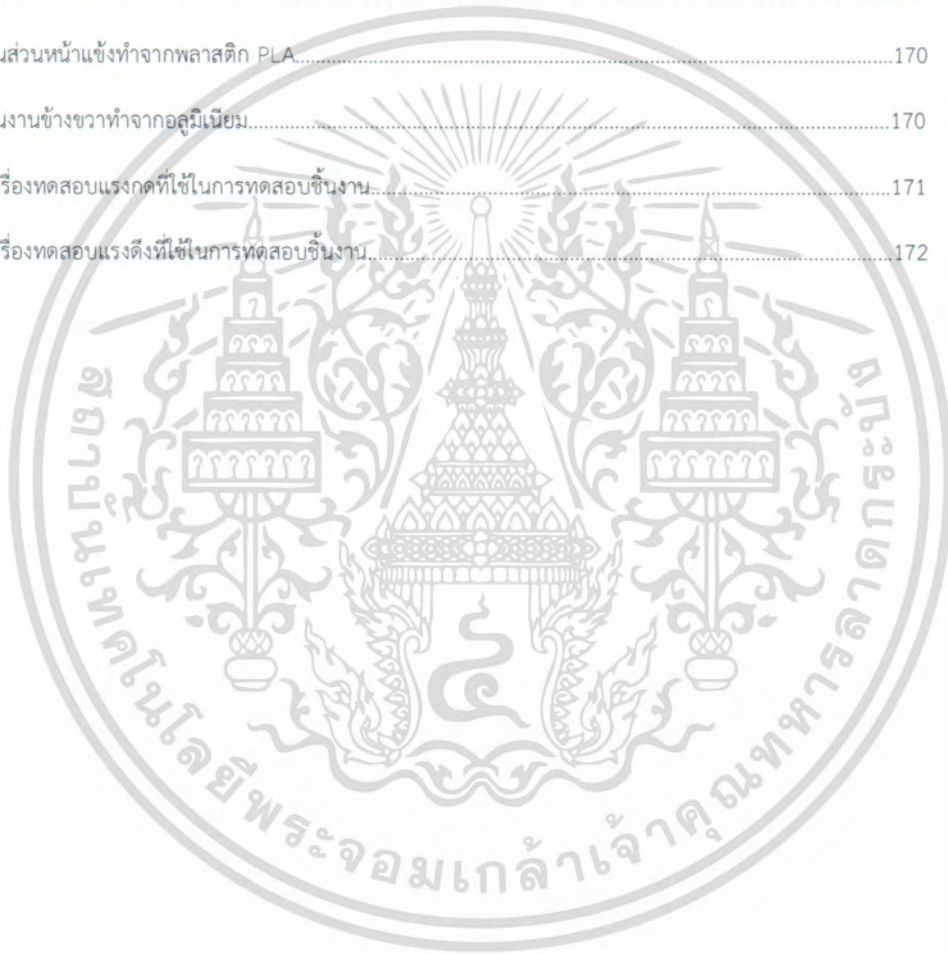 นส่วนหน้าแข้งทำจากพลาสติก PLA......170
นงานข้างขวาทำจากอลูมิเนียม......170
รื่องทดสอบแรงกดที่ใช้ในการทดสอบชิ้นงาน......171
รื่องทดสอบแรงดึงที่ใช้ในการทดสอบชิ้นงาน......172
สถาบันเทคโนโลยีพระจอมเกล้าเจ้าคุณทหารลาดกระบัง
๔